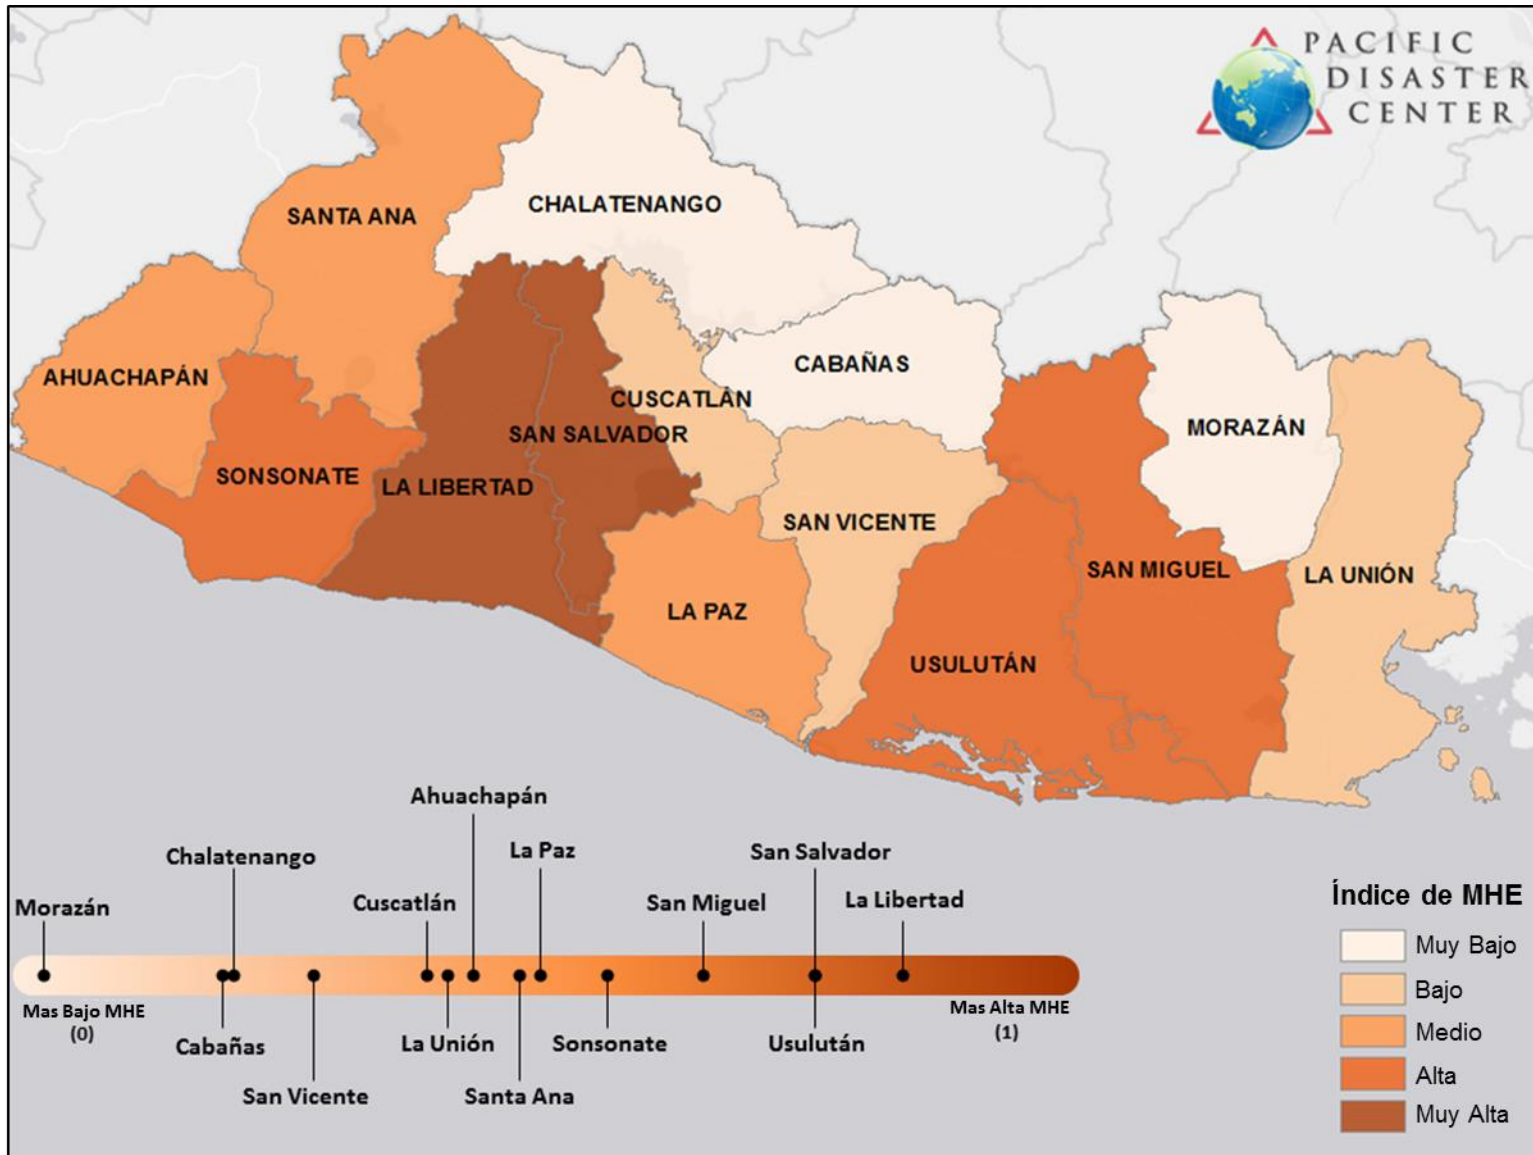 PACIFIC
DISASTER
CENTER
CHALATENANGO
SANTA ANA
CABAÑAS
AHUACHAPÁN
CUSCATLÁN
MORAZÁN
SAN SALVADOR
SONSONATE
LA LIBERTAD
SAN VICENTE
SAN MIGUEL
LA UNIÓN
LA PAZ
USULUTÁN
Ahuachapán
La Paz
San Salvador
Chalatenango
Cuscatlán
San Miguel
La Libertad
Morazán
Mas Bajo MHE
(0)
Mas Alta MHE
(1)
Cabañas
La Unión
Sonsonate
Usulután
San Vicente
Santa Ana
Índice de MHE
Muy Bajo
Bajo
Medio
Alta
Muy Alta